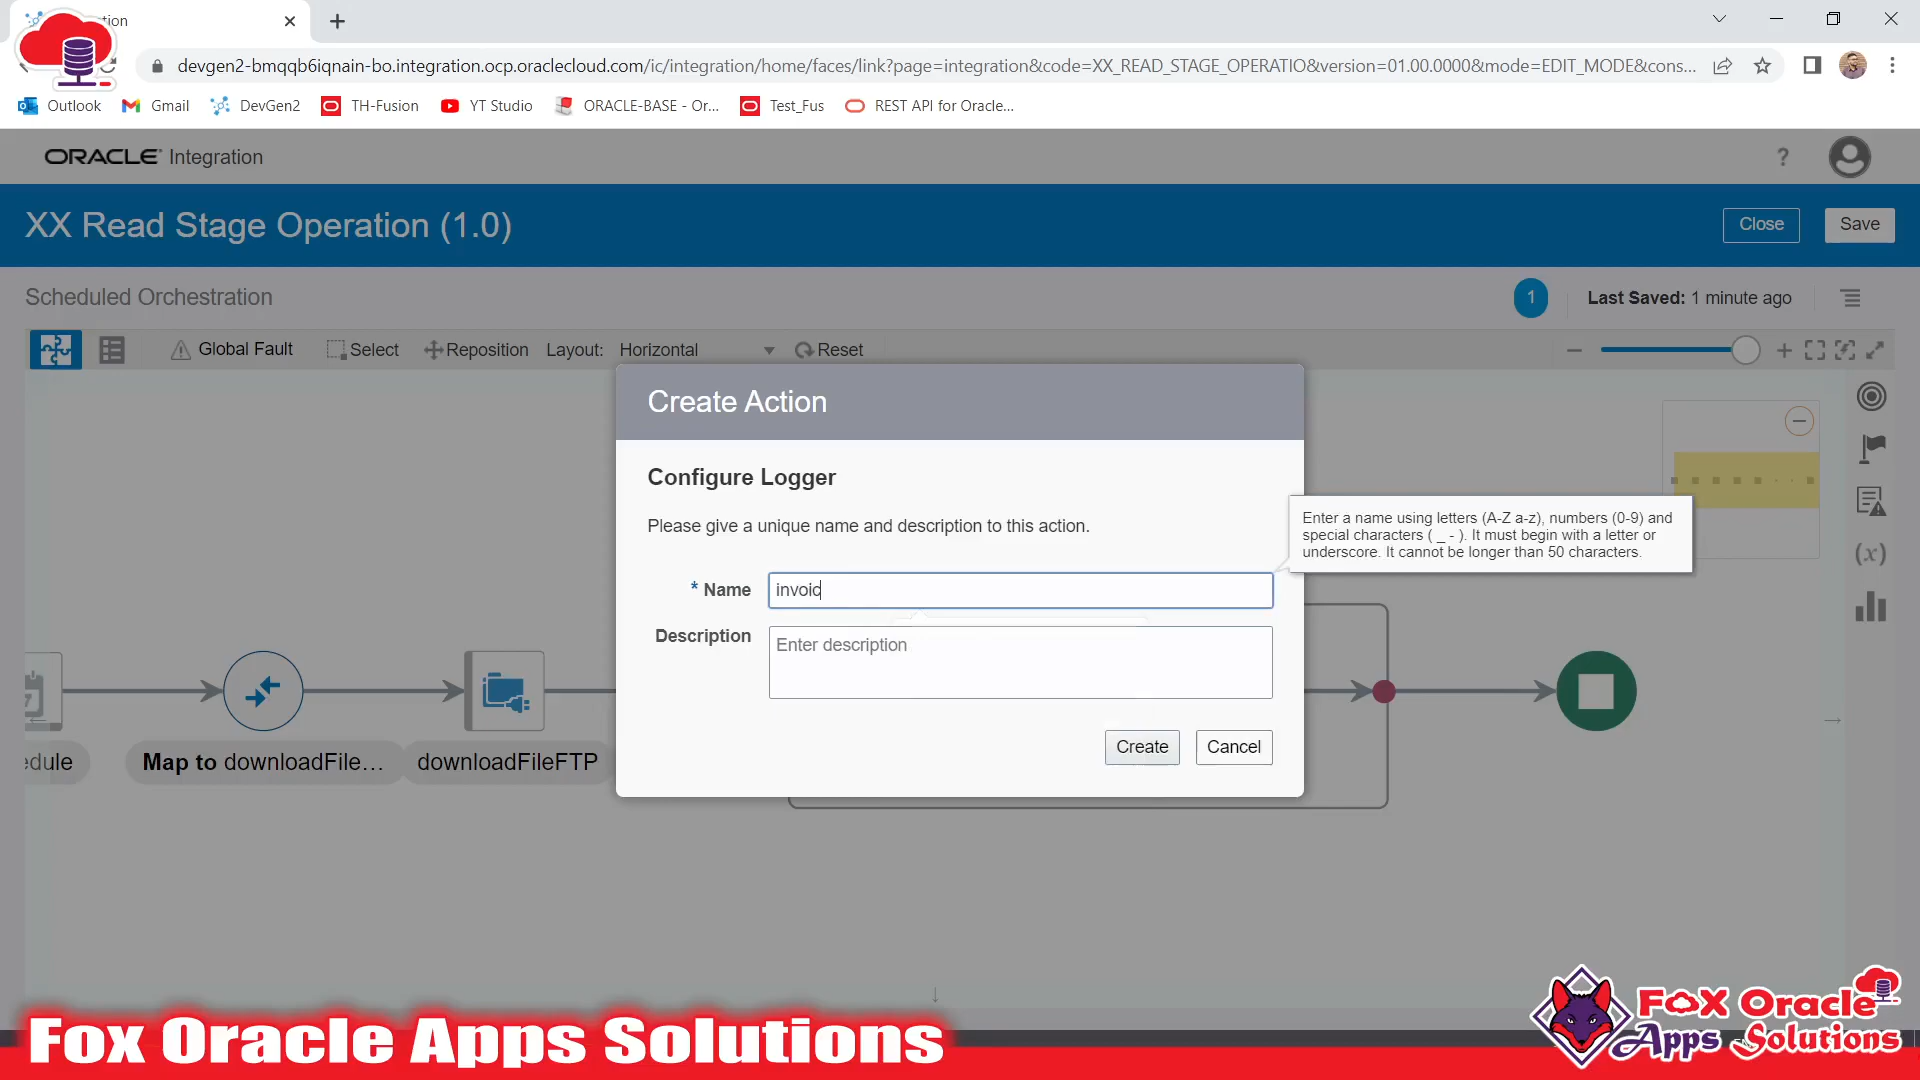 devgen2-bmqqb6iqnain-bo.integration.ocp.oraclecloud.com/ic/integration/home/faces/link?page=integration&code=XX_READ_STAGE_OPERATIO&version=01.00.0000&mode=EDIT_MODE&cons...
Outlook Gmail DevGen2 TH-Fusion YT Studio ORACLE-BASE - Or... Test_Fus REST API for Oracle...
ORACLE Integration
?
XX Read Stage Operation (1.0)
Close Save
Scheduled Orchestration
1 Last Saved: 1 minute ago
Global Fault Select Reposition Layout: Horizontal Reset
Create Action
Configure Logger
Please give a unique name and description to this action.
Enter a name using letters (A-Z a-z), numbers (0-9) and
special characters ( _ - ). It must begin with a letter or
underscore. It cannot be longer than 50 characters.
* Name invoic
Description Enter description
Create Cancel
(x)
7
edule Map to downloadFile... downloadFileFTP
Fox Oracle Apps Solutions
Fox Oracle
Apps Solutions